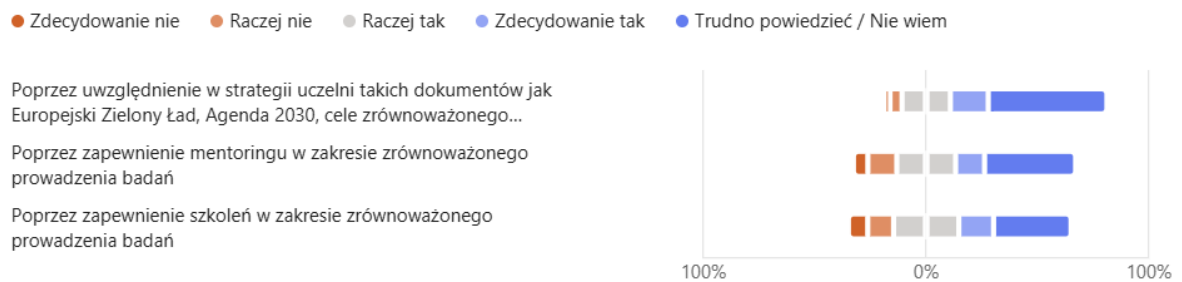 Zdecydowanie nie Raczej nie Raczej tak Zdecydowanie tak Trudno powiedzieć / Nie wiem
Poprzez uwzględnienie w strategii uczelni takich dokumentów jak
Europejski Zielony Ład, Agenda 2030, cele zrównoważonego...
Poprzez zapewnienie mentoringu w zakresie zrównoważonego
prowadzenia badań
Poprzez zapewnienie szkoleń w zakresie zrównoważonego
prowadzenia badań
100% 0% 100%